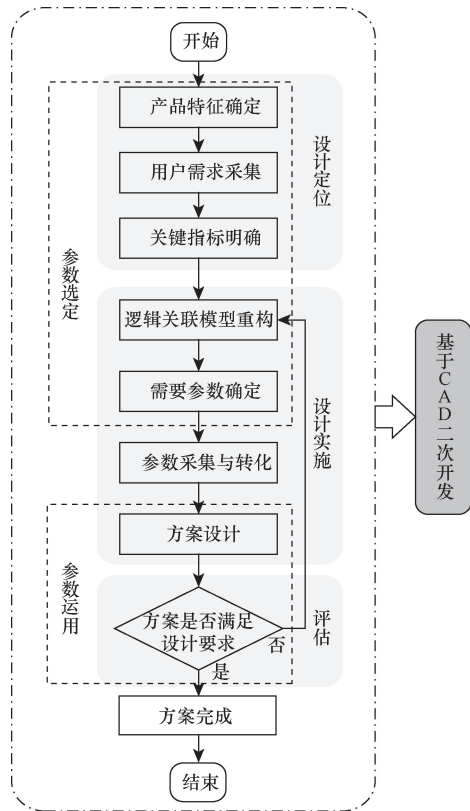 开始
产品特征确定
用户需求采集
设计定位
关键指标明确
参数选定
逻辑关联模型重构
需要参数确定
设计实施
基于CAD二次开发
参数采集与转化
方案设计
参数运用
方案是否满足
设计要求
否
评估
是
方案完成
结束